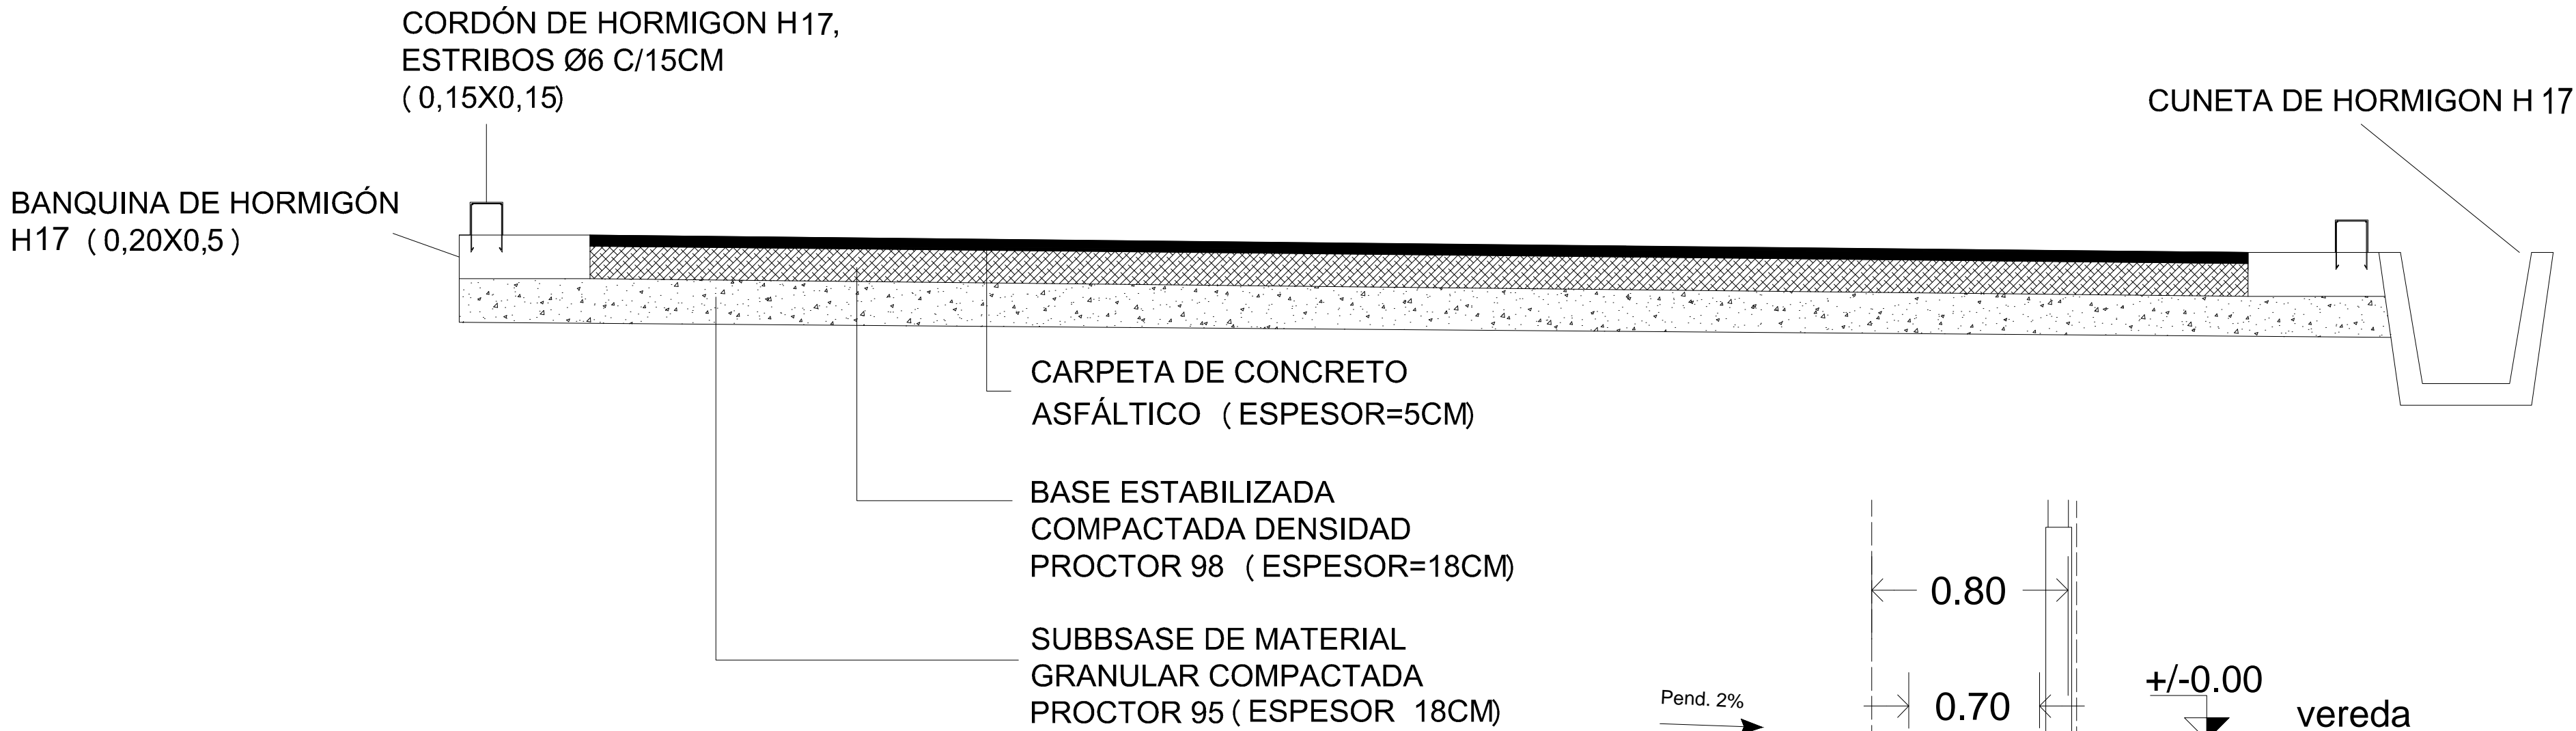 CORDÓN DE HORMIGON H17,
ESTRIBOS Ø6 C/15CM
(0,15X0,15)
CUNETA DE HORMIGON H 17
BANQUINA DE HORMIGÓN
H17 (0,20X0,5)
CARPETA DE CONCRETO
ASFÁLTICO (ESPESOR=5CM)
BASE ESTABILIZADA
COMPACTADA DENSIDAD
PROCTOR 98 (ESPESOR=18CM)
SUBBSASE DE MATERIAL
GRANULAR COMPACTADA
PROCTOR 95 (ESPESOR 18CM)
0.80
Pend. 2%
0.70
+/-0.00
vereda